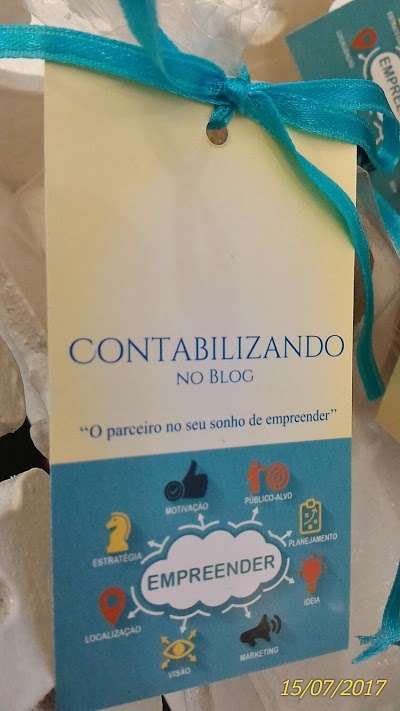 CONTABILIZANDO
NO BLOG
“O parceiro no seu sonho de empreender”
MOTIVAÇÃO
PÚBLICO-ALVO
ESTRATÉGIA
PLANEJAMENTO
EMPREENDER
IDEIA
LOCALIZAÇÃO
VISÃO
MARKETING
EMPREE
15/07/2017